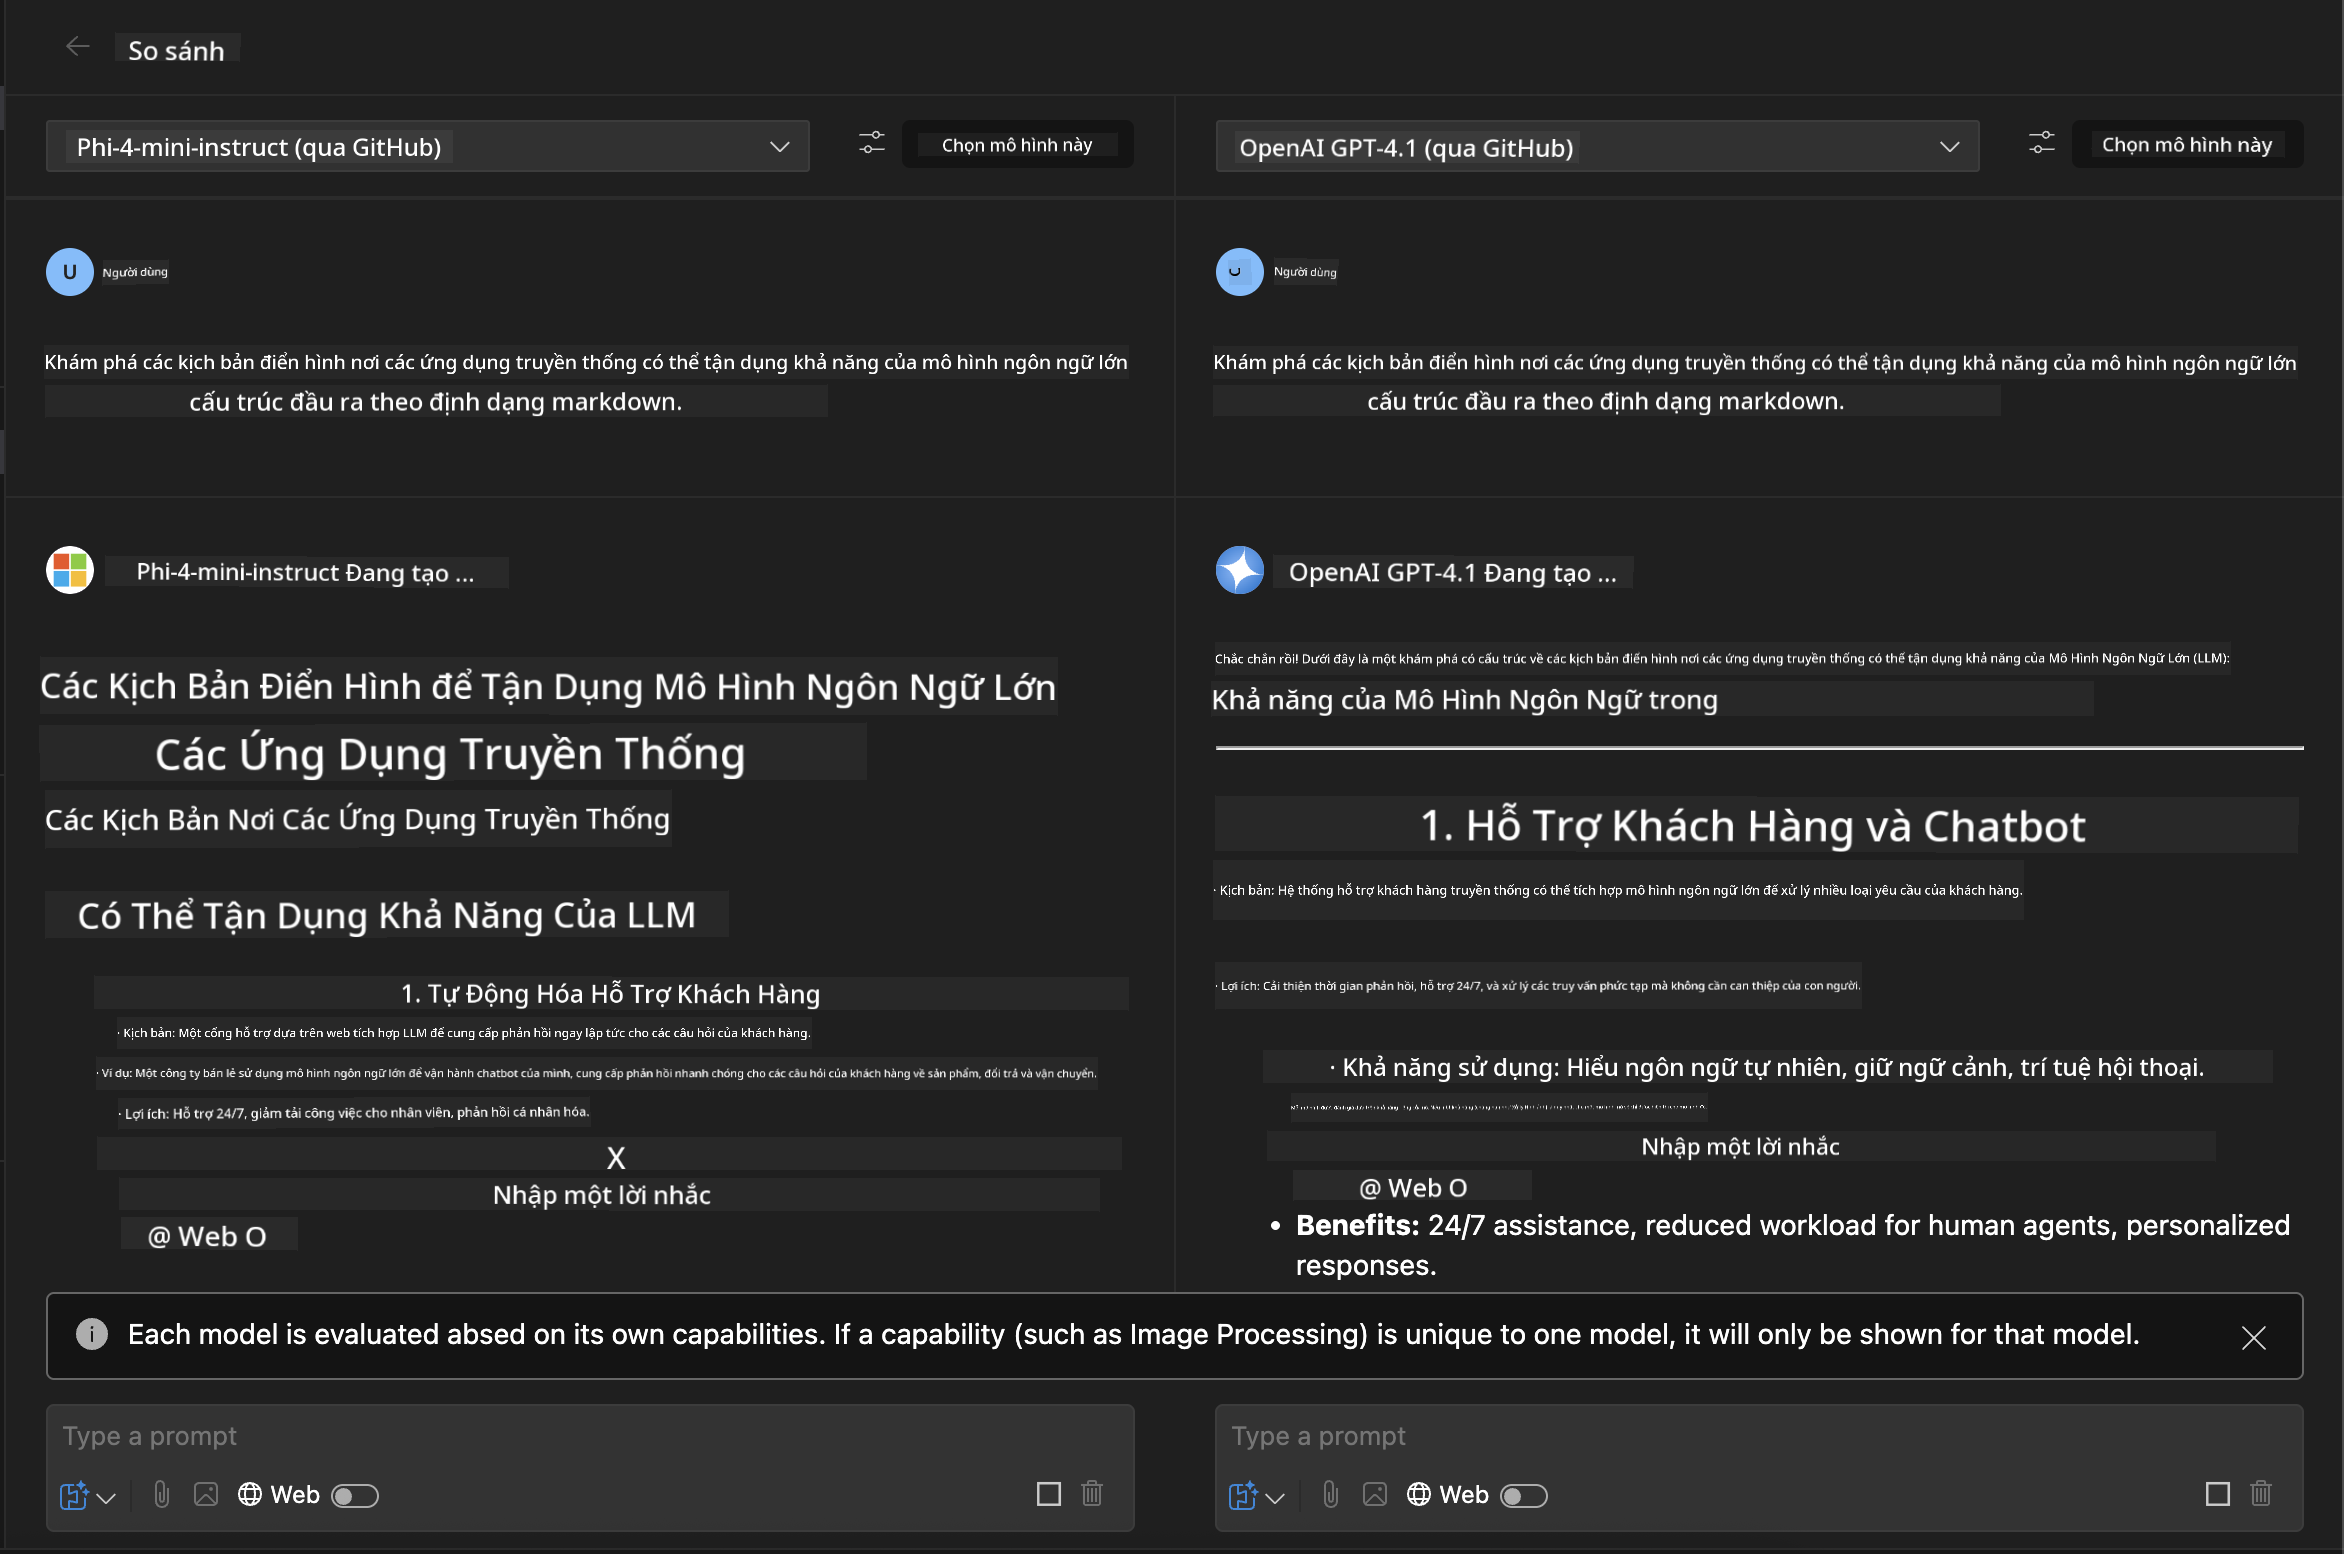 So sánh
Phi-4-mini-instruct (qua GitHub)
Chọn mô hình này
U
Người dùng
Khám phá các kịch bản điển hình nơi các ứng dụng truyền thống có thể tận dụng khả năng của mô hình ngôn ngữ lớn
cấu trúc đầu ra theo định dạng markdown.
Phi-4-mini-instruct Đang tạo ...
Các Kịch Bản Điển Hình để Tận Dụng Mô Hình Ngôn Ngữ Lớn
Các Ứng Dụng Truyền Thống
Các Kịch Bản Nơi Các Ứng Dụng Truyền Thống
Có Thể Tận Dụng Khả Năng Của LLM
1. Tự Động Hóa Hỗ Trợ Khách Hàng
· Kịch bản: Một cổng hỗ trợ dựa trên web tích hợp LLM để cung cấp phản hồi ngay lập tức cho các câu hỏi của khách hàng.
· Ví dụ: Một công ty bán lẻ sử dụng mô hình ngôn ngữ lớn để vận hành chatbot của mình, cung cấp phản hồi nhanh chóng cho các câu hỏi của khách hàng về sản phẩm, đổi trả và vận chuyển.
· Lợi ích: Hỗ trợ 24/7, giảm tải công việc cho nhân viên, phản hồi cá nhân hóa.
X
Nhập một lời nhắc
@ Web O
OpenAI GPT-4.1 (qua GitHub)
Chọn mô hình này
Người dùng
Khám phá các kịch bản điển hình nơi các ứng dụng truyền thống có thể tận dụng khả năng của mô hình ngôn ngữ lớn
cấu trúc đầu ra theo định dạng markdown.
OpenAI GPT-4.1 Đang tạo ...
Chắc chắn rồi! Dưới đây là một khám phá có cấu trúc về các kịch bản điển hình nơi các ứng dụng truyền thống có thể tận dụng khả năng của Mô Hình Ngôn Ngữ Lớn (LLM):
Khả năng của Mô Hình Ngôn Ngữ trong
1. Hỗ Trợ Khách Hàng và Chatbot
· Kịch bản: Hệ thống hỗ trợ khách hàng truyền thống có thể tích hợp mô hình ngôn ngữ lớn để xử lý nhiều loại yêu cầu của khách hàng.
· Lợi ích: Cải thiện thời gian phản hồi, hỗ trợ 24/7, và xử lý các truy vấn phức tạp mà không cần can thiệp của con người.
· Khả năng sử dụng: Hiểu ngôn ngữ tự nhiên, giữ ngữ cảnh, trí tuệ hội thoại.
Nhập một lời nhắc
@ Web O
• Benefits: 24/7 assistance, reduced workload for human agents, personalized
responses.
Each model is evaluated absed on its own capabilities. If a capability (such as Image Processing) is unique to one model, it will only be shown for that model.
Type a prompt
Web
Type a prompt
Web